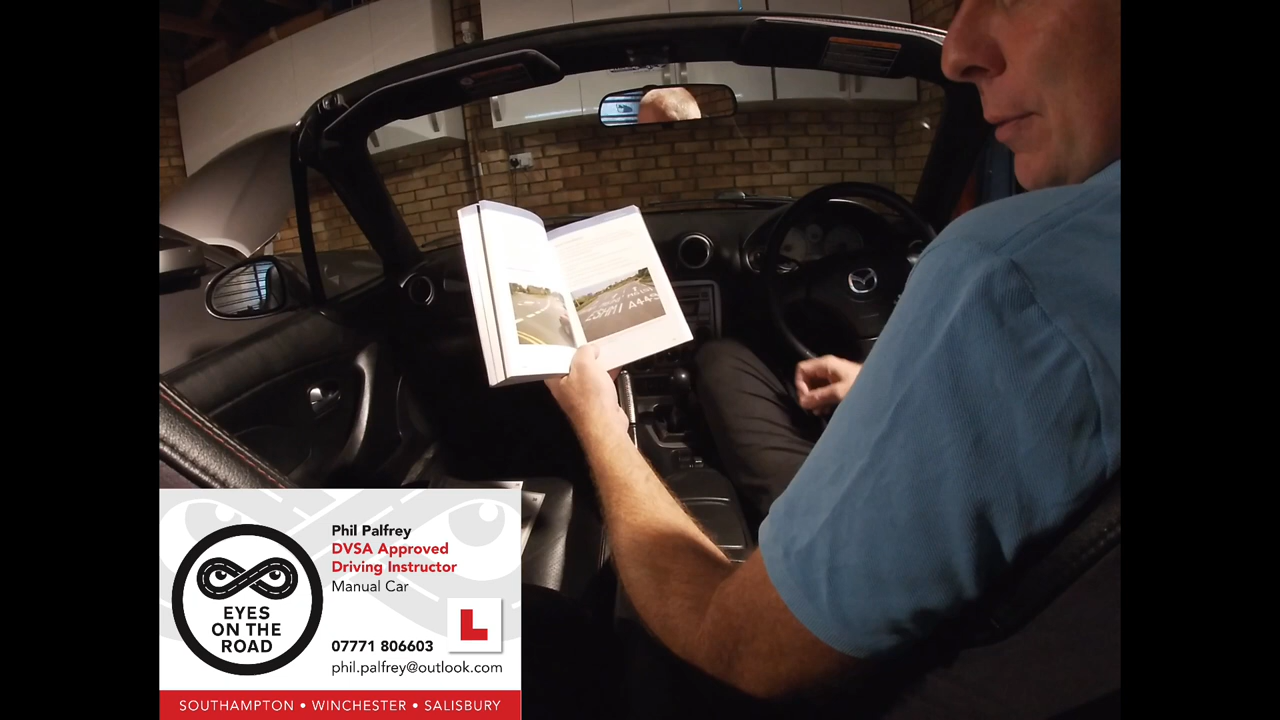 A44
Phil Palfrey
DVSA Approved
Driving Instructor
Manual Car
EYES
ON THE
ROAD
L
07771 806603
phil.palfrey@outlook.com
SOUTHAMPTON • WINCHESTER • SALISBURY